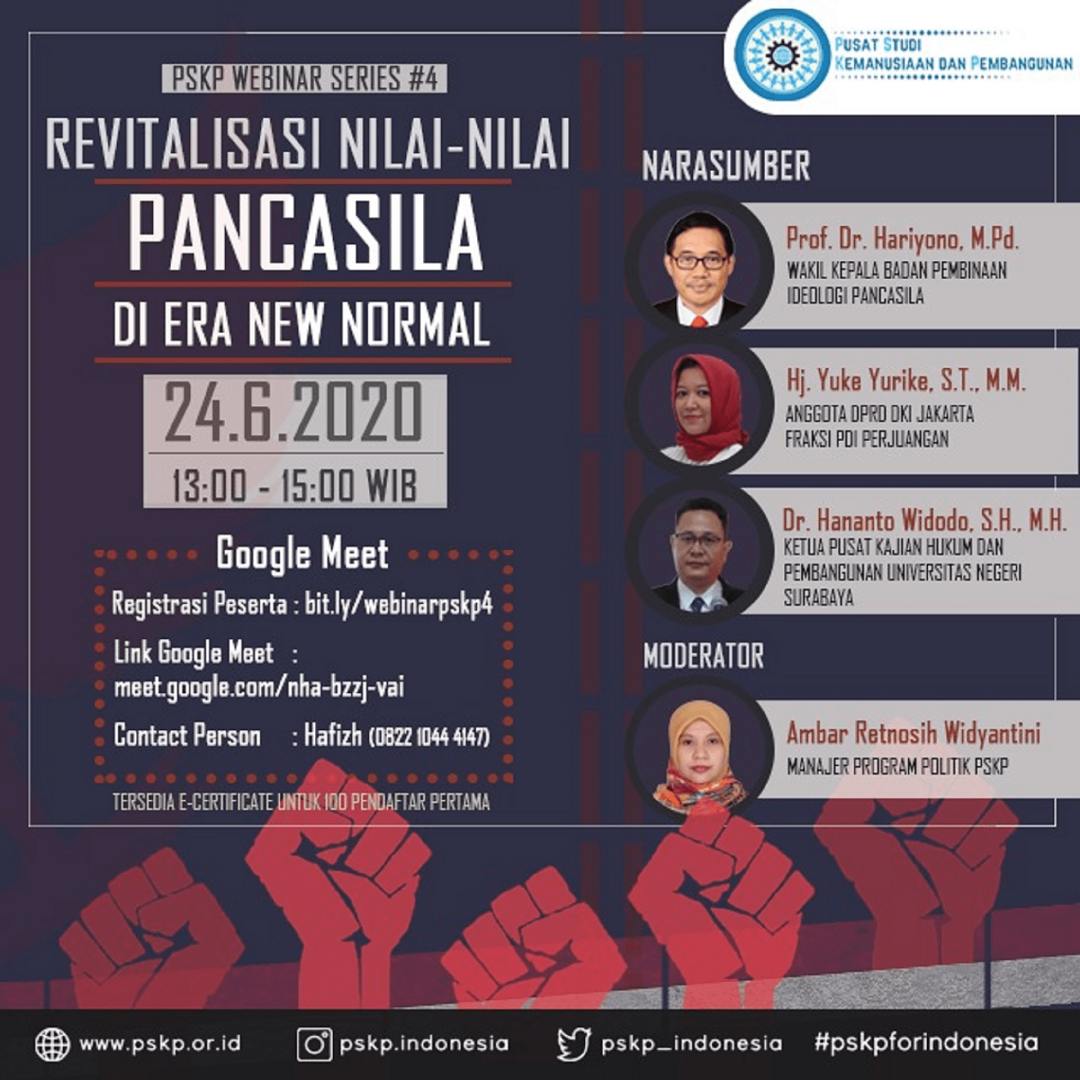 PUSAT STUDI
KEMANUSIAAN DAN PEMBANGUNAN
PSKP WEBINAR SERIES #4
REVITALISASI NILAI-NILAI
PANCASILA
DI ERA NEW NORMAL
24.6.2020
13:00 - 15:00 WIB
Google Meet
Registrasi Peserta : bit.ly/webinarpskp4
Link Google Meet :
meet.google.com/nha-bzzj-vai
Contact Person : Hafizh (0822 1044 4147)
TERSEDIA E-CERTIFICATE UNTUK 100 PENDAFTAR PERTAMA
NARASUMBER
Prof. Dr. Hariyono, M.Pd.
WAKIL KEPALA BADAN PEMBINAAN
IDEOLOGI PANCASILA
Hj. Yuke Yurike, S.T., M.M.
ANGGOTA DPRD DKI JAKARTA
FRAKSI PDI PERJUANGAN
Dr. Hananto Widodo, S.H., M.H.
KETUA PUSAT KAJIAN HUKUM DAN
PEMBANGUNAN UNIVERSITAS NEGERI
SURABAYA
MODERATOR
Ambar Retnosih Widyantini
MANAJER PROGRAM POLITIK PSKP
www.pskp.or.id
pskp.indonesia
pskp_indonesia
#pskpforindonesia